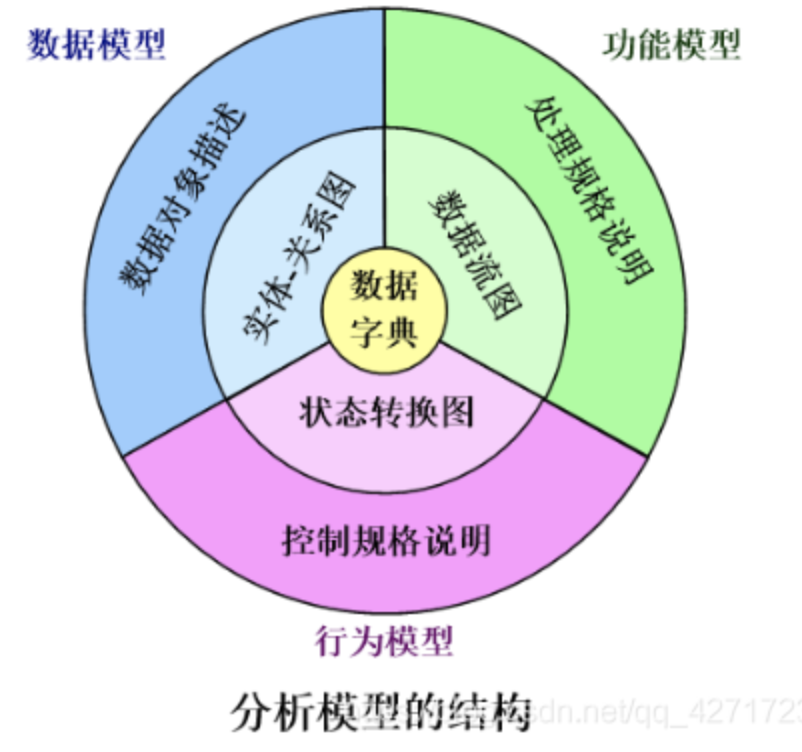 数据模型
功能模型
数据对象描述
处理规格说明
实体-关系图
数据流图
数据
字典
状态转换图
控制规格说明
行为模型
分析模型的结构
sdn.net/qq_4271723